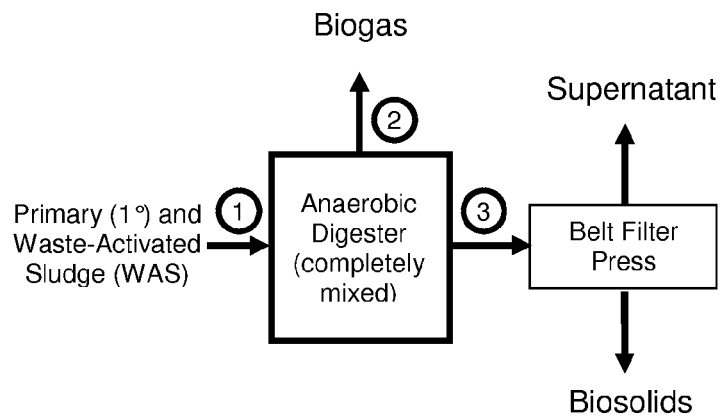 Biogas
Supernatant
2
1
3
Primary (1°) and
Waste-Activated
Sludge (WAS)
Anaerobic
Digester
(completely
mixed)
Belt Filter
Press
Biosolids